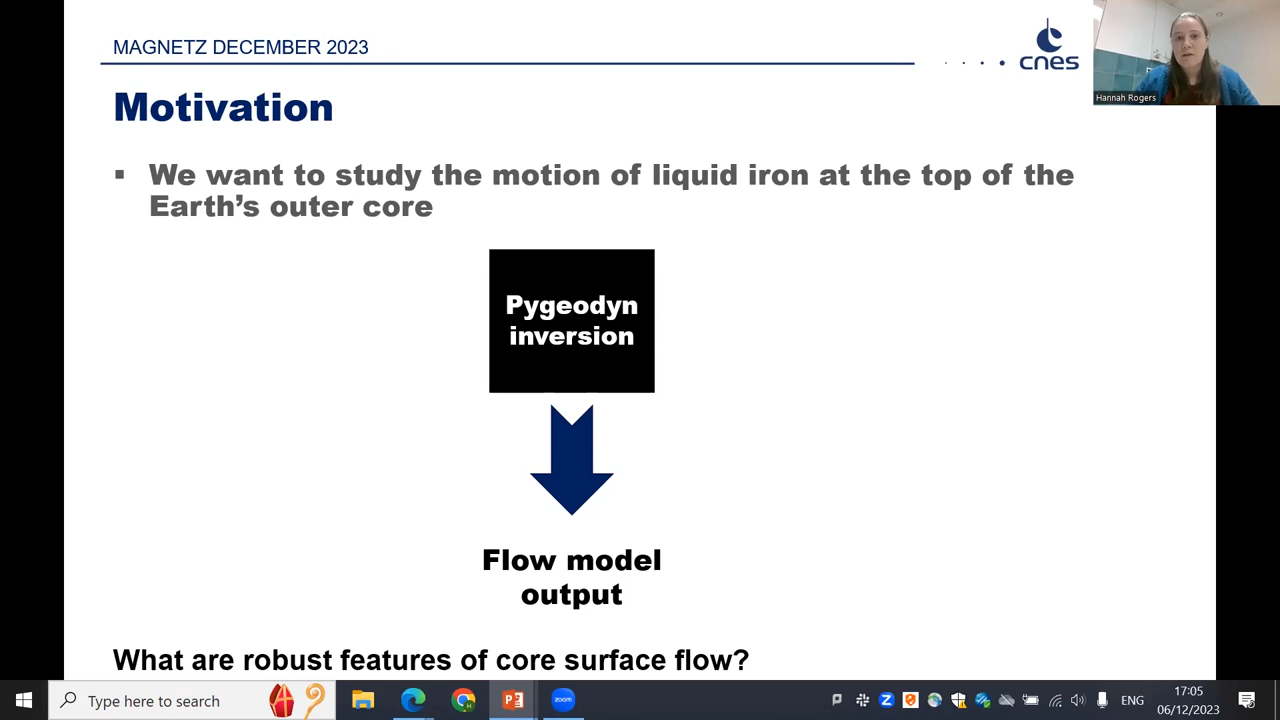 MAGNETZ DECEMBER 2023
cnes
Hannah Rogers
Motivation
We want to study the motion of liquid iron at the top of the
Earth’s outer core
Pygeodyn
inversion
Flow model
output
What are robust features of core surface flow?
Type here to search
zoom
ENG
17:05
06/12/2023